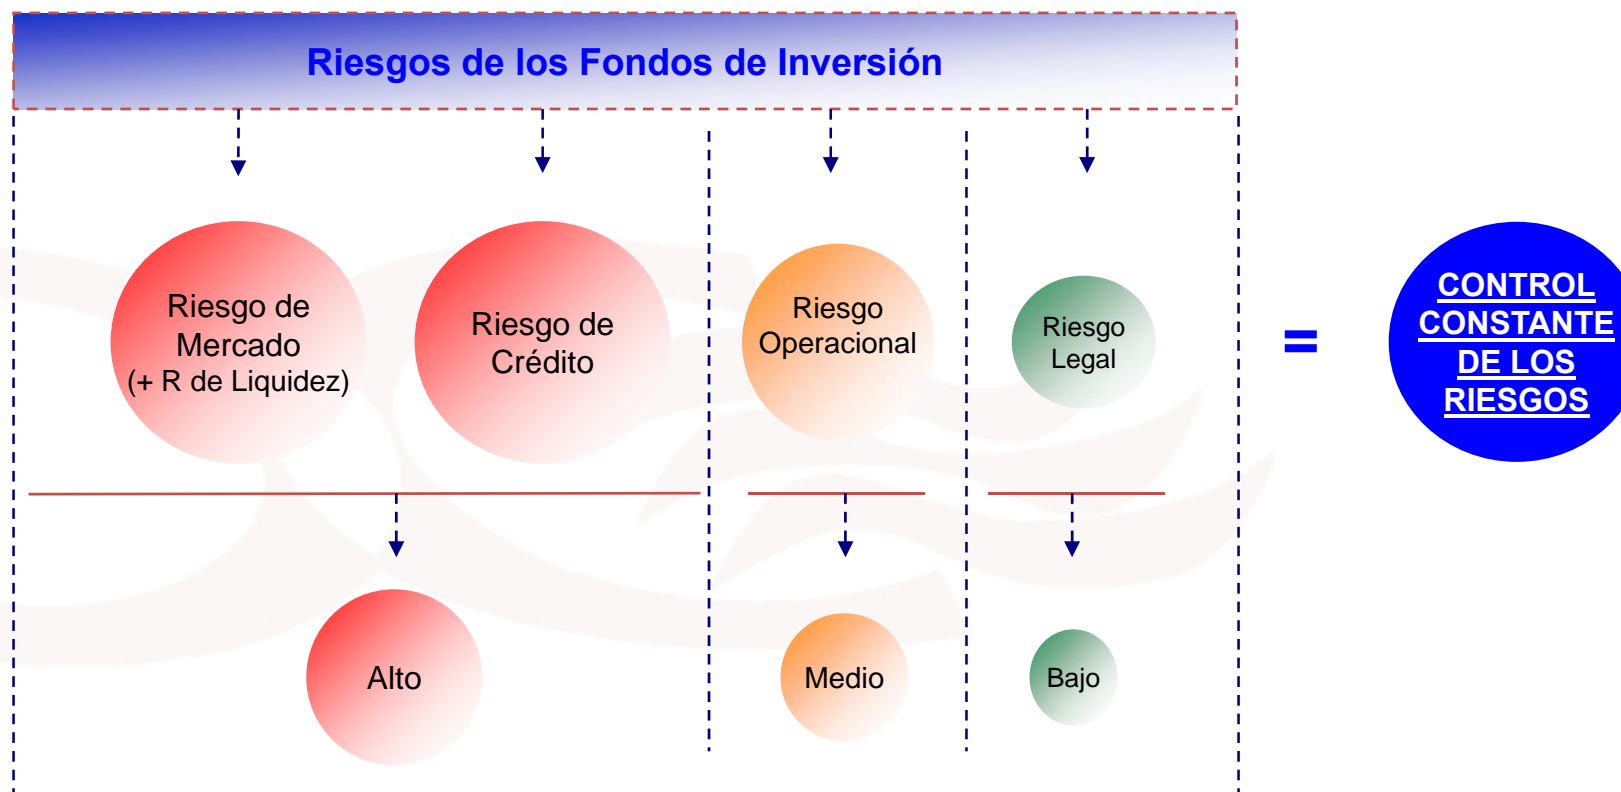 Riesgos de los Fondos de Inversión
Riesgo de
Mercado
(+ R de Liquidez)
Riesgo de
Crédito
Riesgo
Operacional
Riesgo
Legal
=
CONTROL
CONSTANTE
DE LOS
RIESGOS
Alto
Medio
Bajo